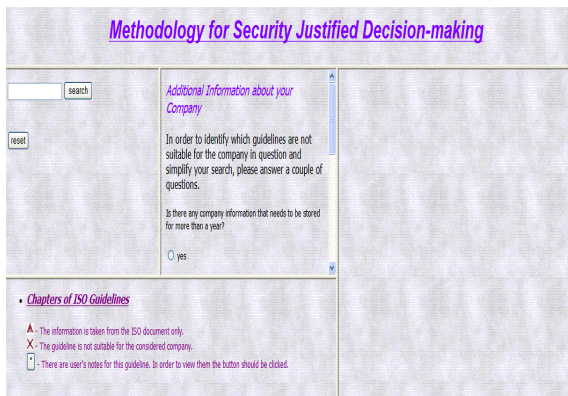 Methodology for Security Justified Decision-making
search
reset
Additional Information about your
Company
In order to identify which guidelines are not
suitable for the company in question and
simplify your search, please answer a couple of
questions.
Is there any company information that needs to be stored
for more than a year?
yes
• Chapters of ISO Guidelines
A - The information is taken from the ISO document only.
X - The guideline is not suitable for the considered company.
* - There are user's notes for this guideline. In order to view them the button should be clicked.